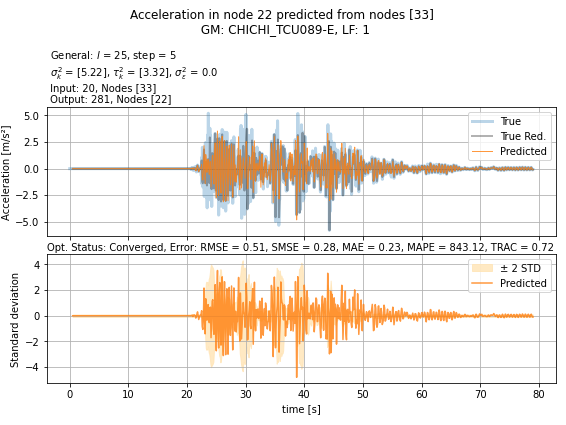 Acceleration in node 22 predicted from nodes [33]
GM: CHICHI_TCU089-E, LF: 1
General: l = 25, step = 5
σ²ₖ = [5.22], τ²ₖ = [3.32], σ²ε = 0.0
Input: 20, Nodes [33]
Output: 281, Nodes [22]
Acceleration [m/s²]
5.0
2.5
0.0
−2.5
−5.0
True
True Red.
Predicted
Opt. Status: Converged, Error: RMSE = 0.51, SMSE = 0.28, MAE = 0.23, MAPE = 843.12, TRAC = 0.72
Standard deviation
4
2
0
−2
−4
± 2 STD
Predicted
0 10 20 30 40 50 60 70 80
time [s]